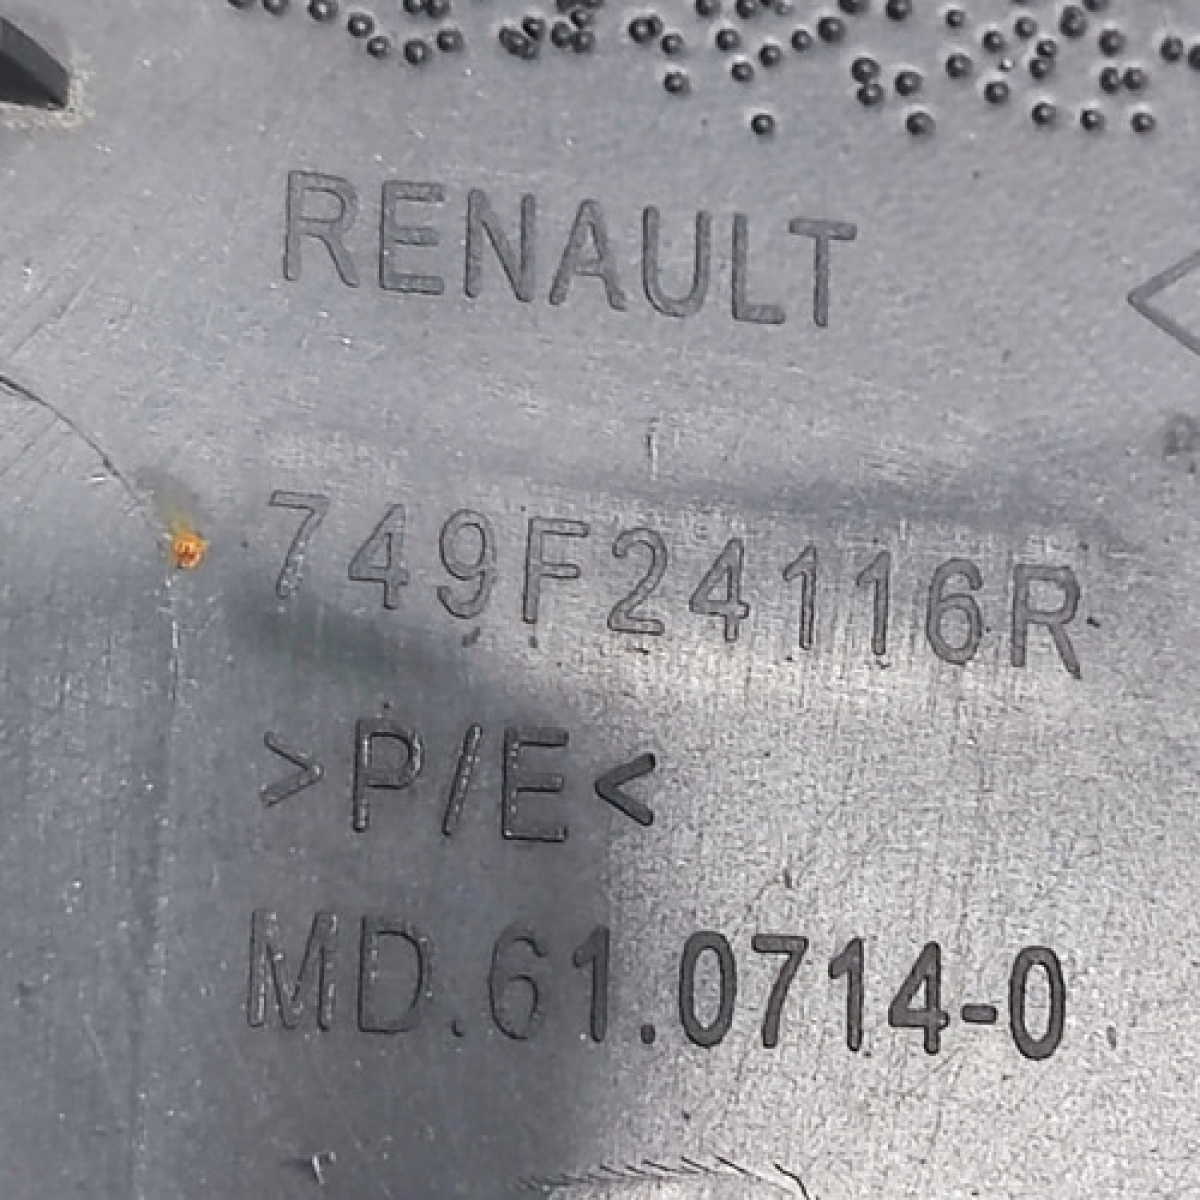 RENAULT
749F24116R
>P/E<
MD.61.0714-0